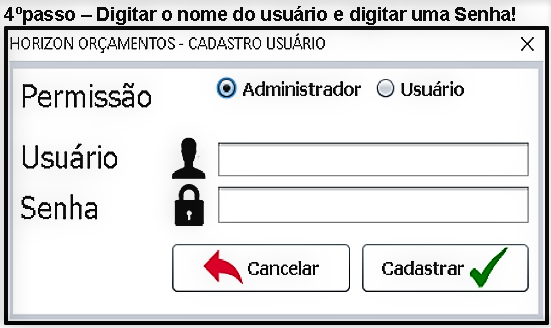 4ºpasso – Digitar o nome do usuário e digitar uma Senha!
HORIZON ORÇAMENTOS - CADASTRO USUÁRIO
Permissão Administrador Usuário
Usuário
Senha
Cancelar Cadastrar